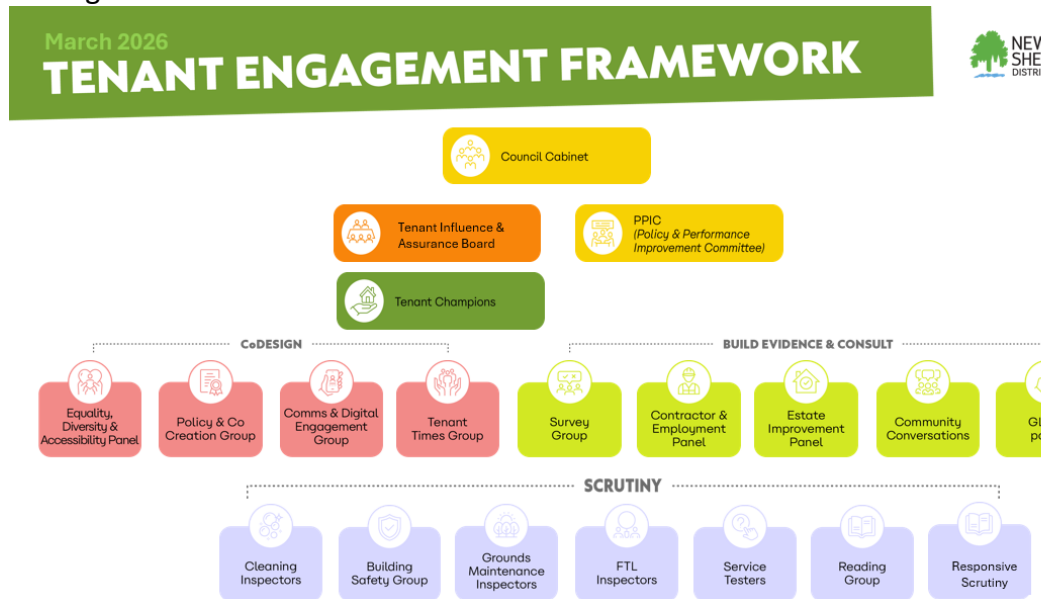 March 2026
TENANT ENGAGEMENT FRAMEWORK
Council Cabinet
Tenant Influence &
Assurance Board
PPIC
(Policy & Performance
Improvement Committee)
Tenant Champions
CoDESIGN
BUILD EVIDENCE & CONSULT
Equality,
Diversity &
Accessibility Panel
Policy & Co
Creation Group
Comms & Digital
Engagement
Group
Tenant
Times Group
Survey
Group
Contractor &
Employment
Panel
Estate
Improvement
Panel
Community
Conversations
SCRUTINY
Cleaning
Inspectors
Building
Safety Group
Grounds
Maintenance
Inspectors
FTL
Inspectors
Service
Testers
Reading
Group
Responsive
Scrutiny